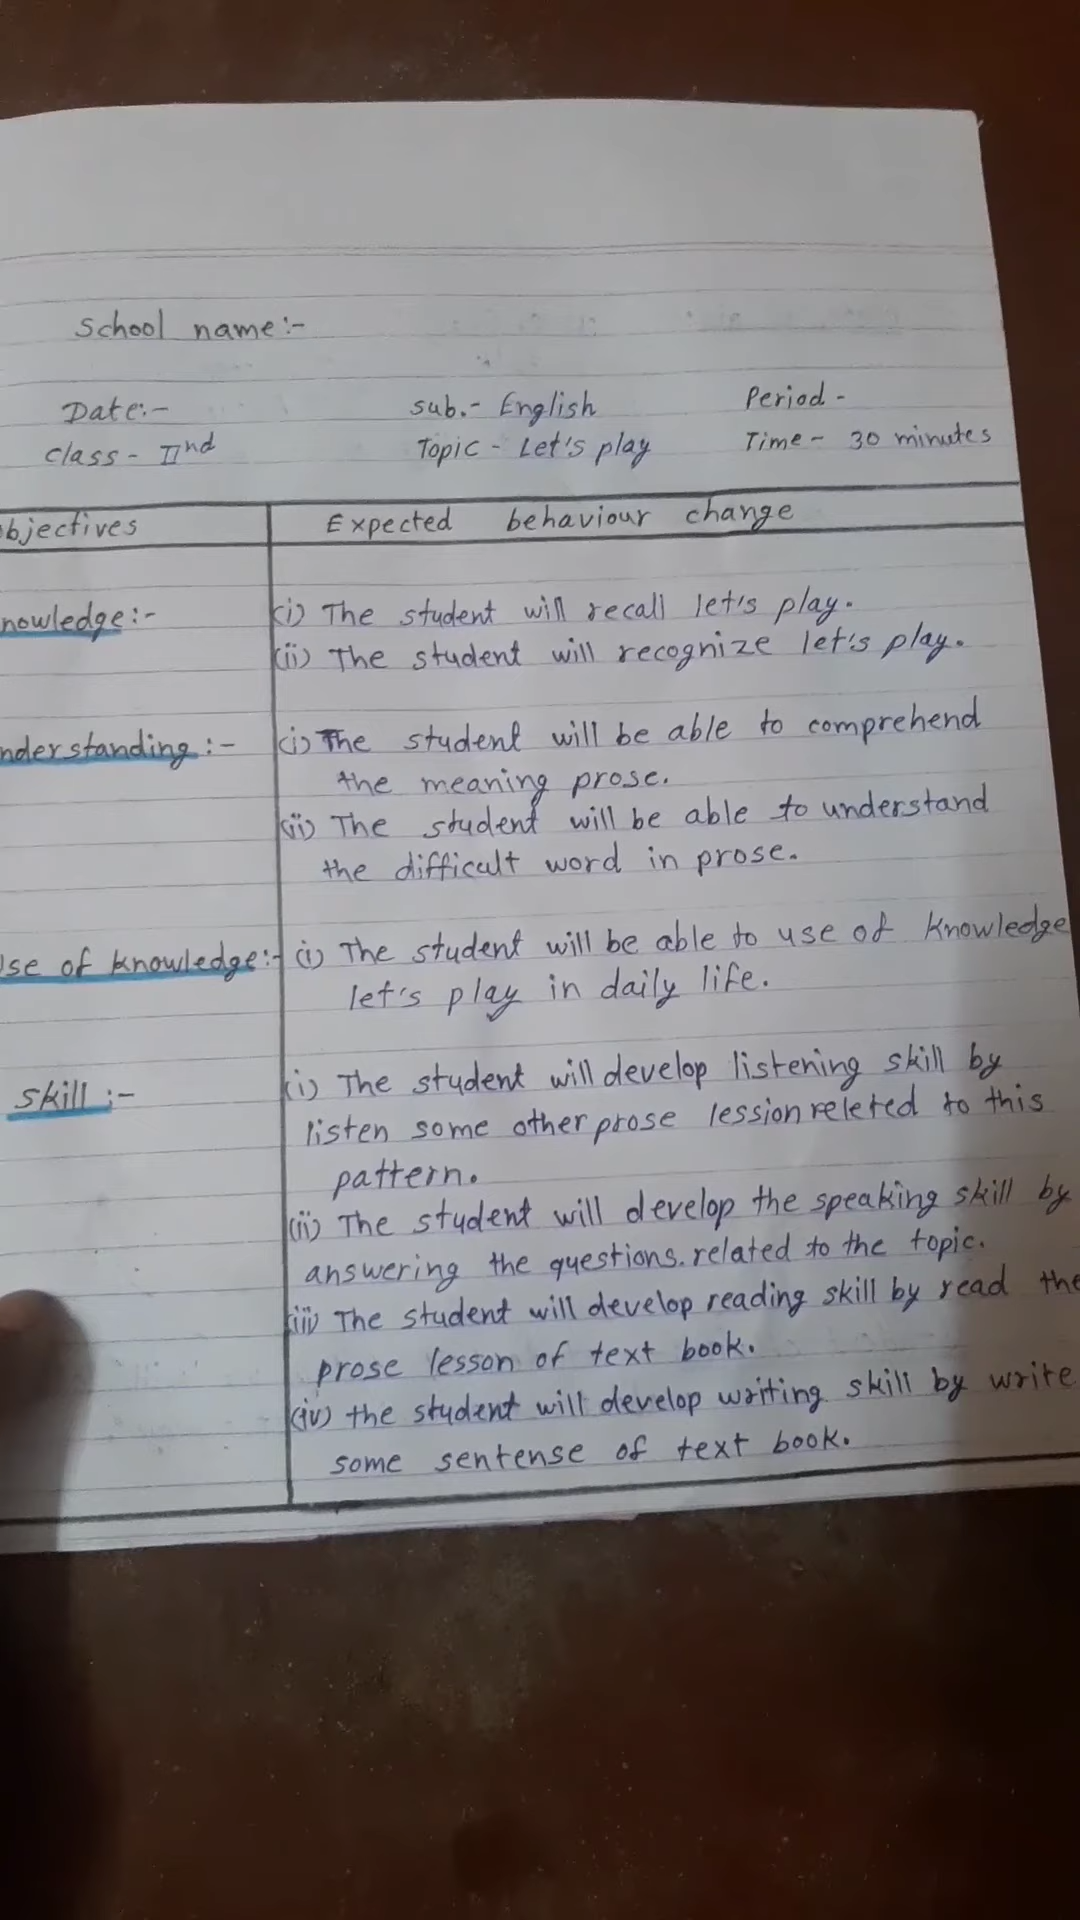 School name:-
Date:- Sub.- English Period -
Class - IInd Topic - Let's play Time - 30 minutes
bjectives Expected behaviour change
nowledge:- (i) The student will recall let's play.
(ii) The student will recognize let's play.
nderstanding:- (i) The student will be able to comprehend
the meaning prose.
(ii) The student will be able to understand
the difficult word in prose.
se of knowledge:- (i) The student will be able to use of knowledge
let's play in daily life.
skill:- (i) The student will develop listening skill by
listen some other prose lession releted to this
pattern.
(ii) The student will develop the speaking skill by
answering the questions. related to the topic.
(iii) The student will develop reading skill by read the
prose lesson of text book.
(iv) the student will develop writing skill by write
some sentense of text book.